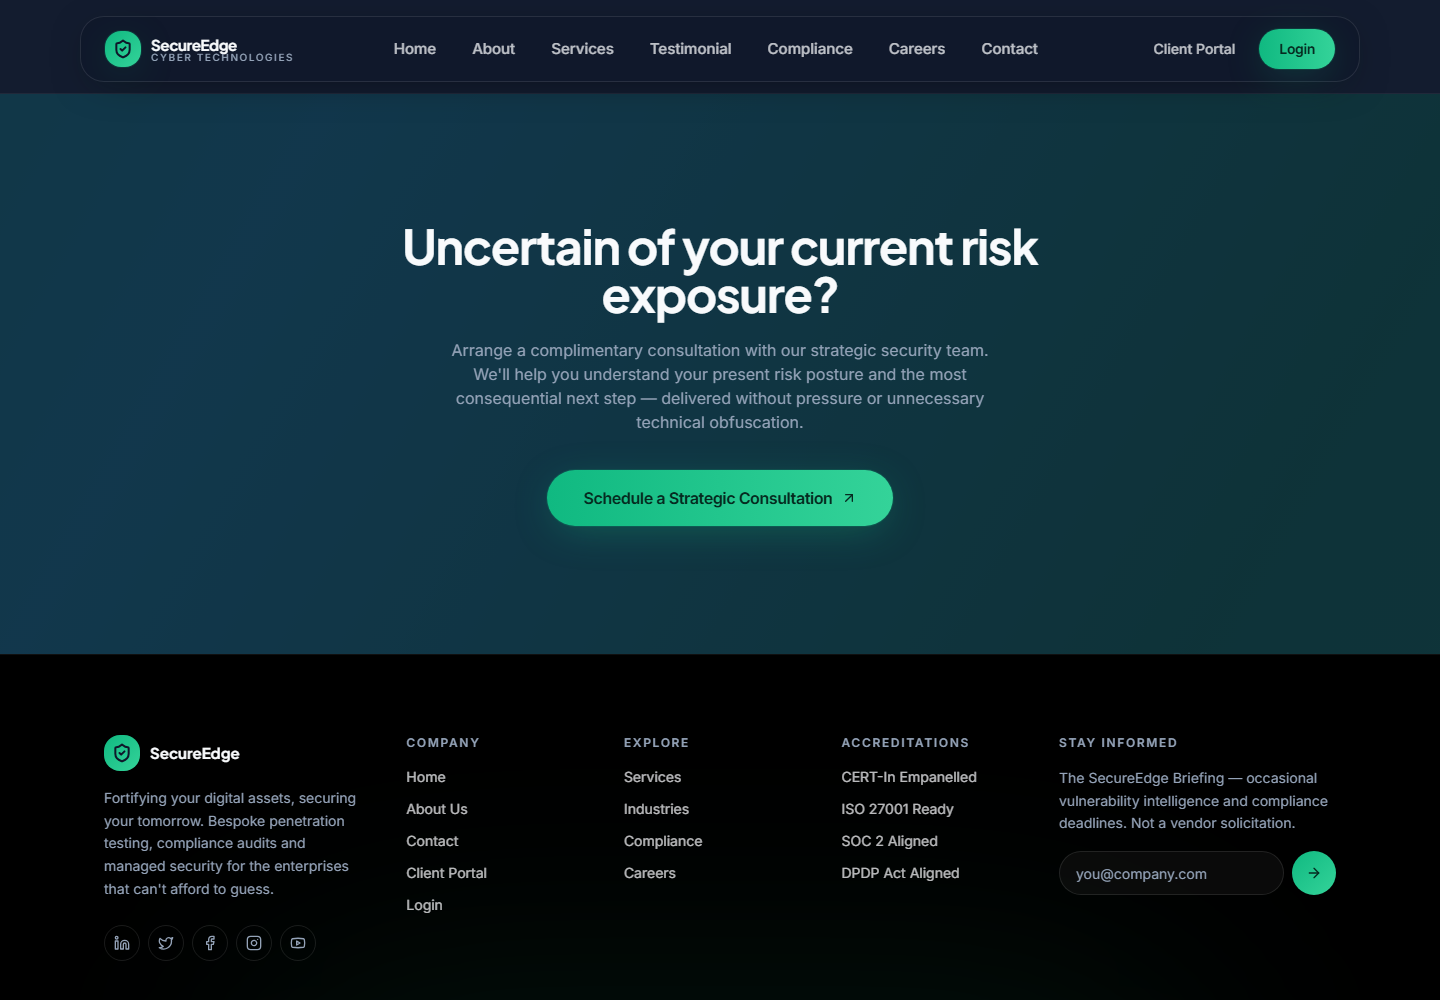 SecureEdge
CYBER TECHNOLOGIES
Home About Services Testimonial Compliance Careers Contact
Client Portal Login
Uncertain of your current risk
exposure?
Arrange a complimentary consultation with our strategic security team.
We'll help you understand your present risk posture and the most
consequential next step — delivered without pressure or unnecessary
technical obfuscation.
Schedule a Strategic Consultation
SecureEdge
Fortifying your digital assets, securing
your tomorrow. Bespoke penetration
testing, compliance audits and
managed security for the enterprises
that can't afford to guess.
COMPANY
Home
About Us
Contact
Client Portal
Login
EXPLORE
Services
Industries
Compliance
Careers
ACCREDITATIONS
CERT-In Empanelled
ISO 27001 Ready
SOC 2 Aligned
DPDP Act Aligned
STAY INFORMED
The SecureEdge Briefing — occasional
vulnerability intelligence and compliance
deadlines. Not a vendor solicitation.
you@company.com